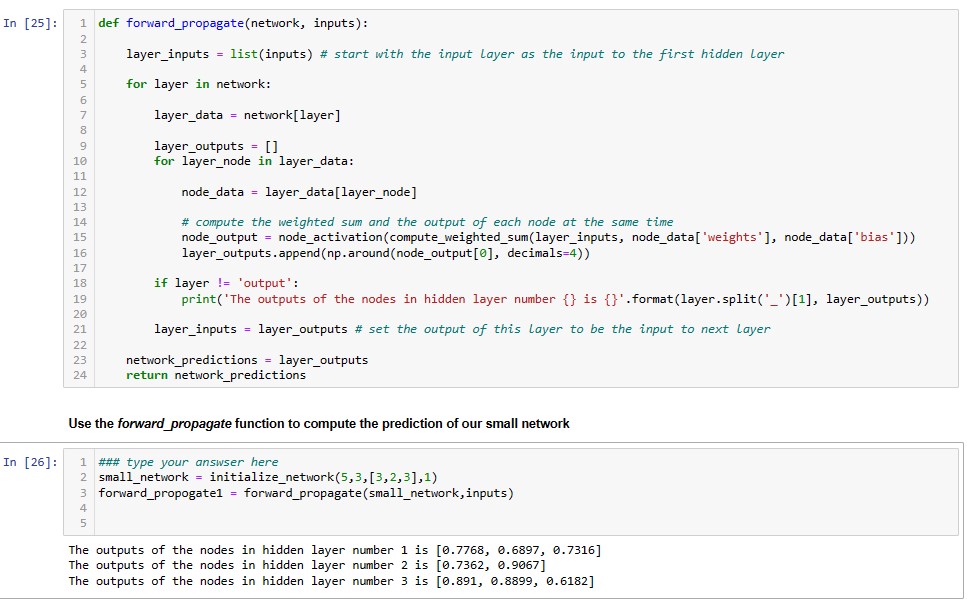 In [25]:
1 def forward_propagate(network, inputs):
2
3 layer_inputs = list(inputs) # start with the input layer as the input to the first hidden layer
4
5 for layer in network:
6
7 layer_data = network[layer]
8
9 layer_outputs = []
10 for layer_node in layer_data:
11
12 node_data = layer_data[layer_node]
13
14 # compute the weighted sum and the output of each node at the same time
15 node_output = node_activation(compute_weighted_sum(layer_inputs, node_data['weights'], node_data['bias']))
16 layer_outputs.append(np.around(node_output[0], decimals=4))
17
18 if layer != 'output':
19 print('The outputs of the nodes in hidden layer number {} is {}'.format(layer.split('_')[1], layer_outputs))
20
21 layer_inputs = layer_outputs # set the output of this layer to be the input to next layer
22
23 network_predictions = layer_outputs
24 return network_predictions
Use the forward_propagate function to compute the prediction of our small network
In [26]:
1 ### type your answser here
2 small_network = initialize_network(5,3,[3,2,3],1)
3 forward_propogate1 = forward_propagate(small_network,inputs)
4
5
The outputs of the nodes in hidden layer number 1 is [0.7768, 0.6897, 0.7316]
The outputs of the nodes in hidden layer number 2 is [0.7362, 0.9067]
The outputs of the nodes in hidden layer number 3 is [0.891, 0.8899, 0.6182]